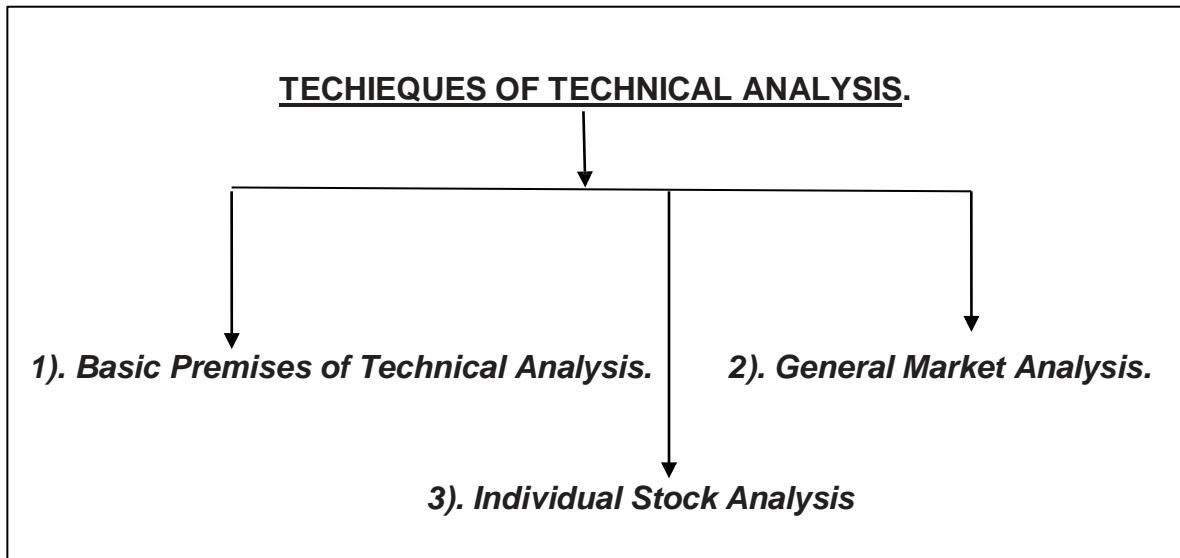 TECHIEQUES OF TECHNICAL ANALYSIS.
1). Basic Premises of Technical Analysis.
2). General Market Analysis.
3). Individual Stock Analysis